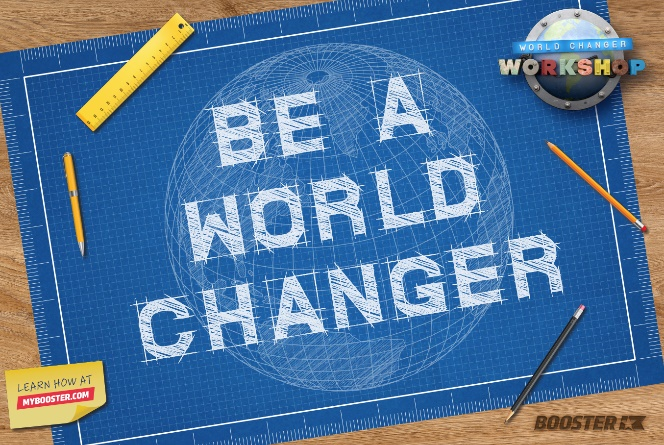 WORLD CHANGER
WORKSHOP
BE A
WORLD
CHANGER
LEARN HOW AT
MYBOOSTER.COM
BOOSTER